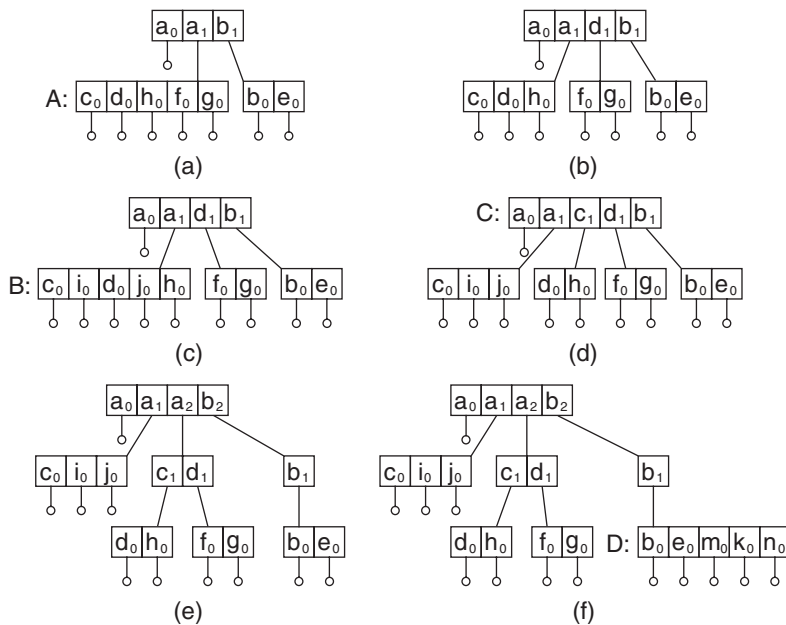 a₀ a₁ b₁
A: c₀ d₀ h₀ f₀ g₀ b₀ e₀
(a)
a₀ a₁ d₁ b₁
c₀ d₀ h₀ f₀ g₀ b₀ e₀
(b)
a₀ a₁ d₁ b₁
B: c₀ i₀ d₀ j₀ h₀ f₀ g₀ b₀ e₀
(c)
C: a₀ a₁ c₁ d₁ b₁
c₀ i₀ j₀ d₀ h₀ f₀ g₀ b₀ e₀
(d)
a₀ a₁ a₂ b₂
c₀ i₀ j₀ c₁ d₁ b₁
d₀ h₀ f₀ g₀ b₀ e₀
(e)
a₀ a₁ a₂ b₂
c₀ i₀ j₀ c₁ d₁ b₁
d₀ h₀ f₀ g₀ D: b₀ e₀ m₀ k₀ n₀
(f)